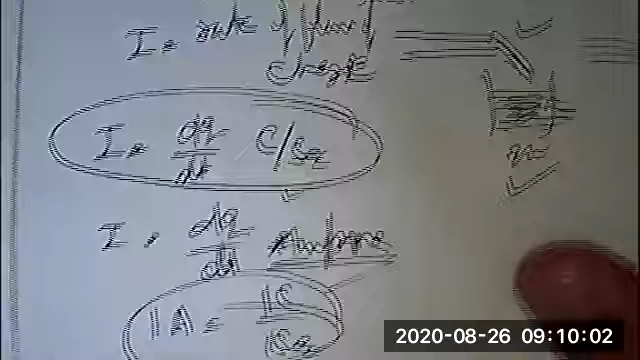 I = rate of flow of
charge
I = dq/dt C/Sec
I = dq/dt Ampere
1A = 1C/1Sec
2020-08-26 09:10:02